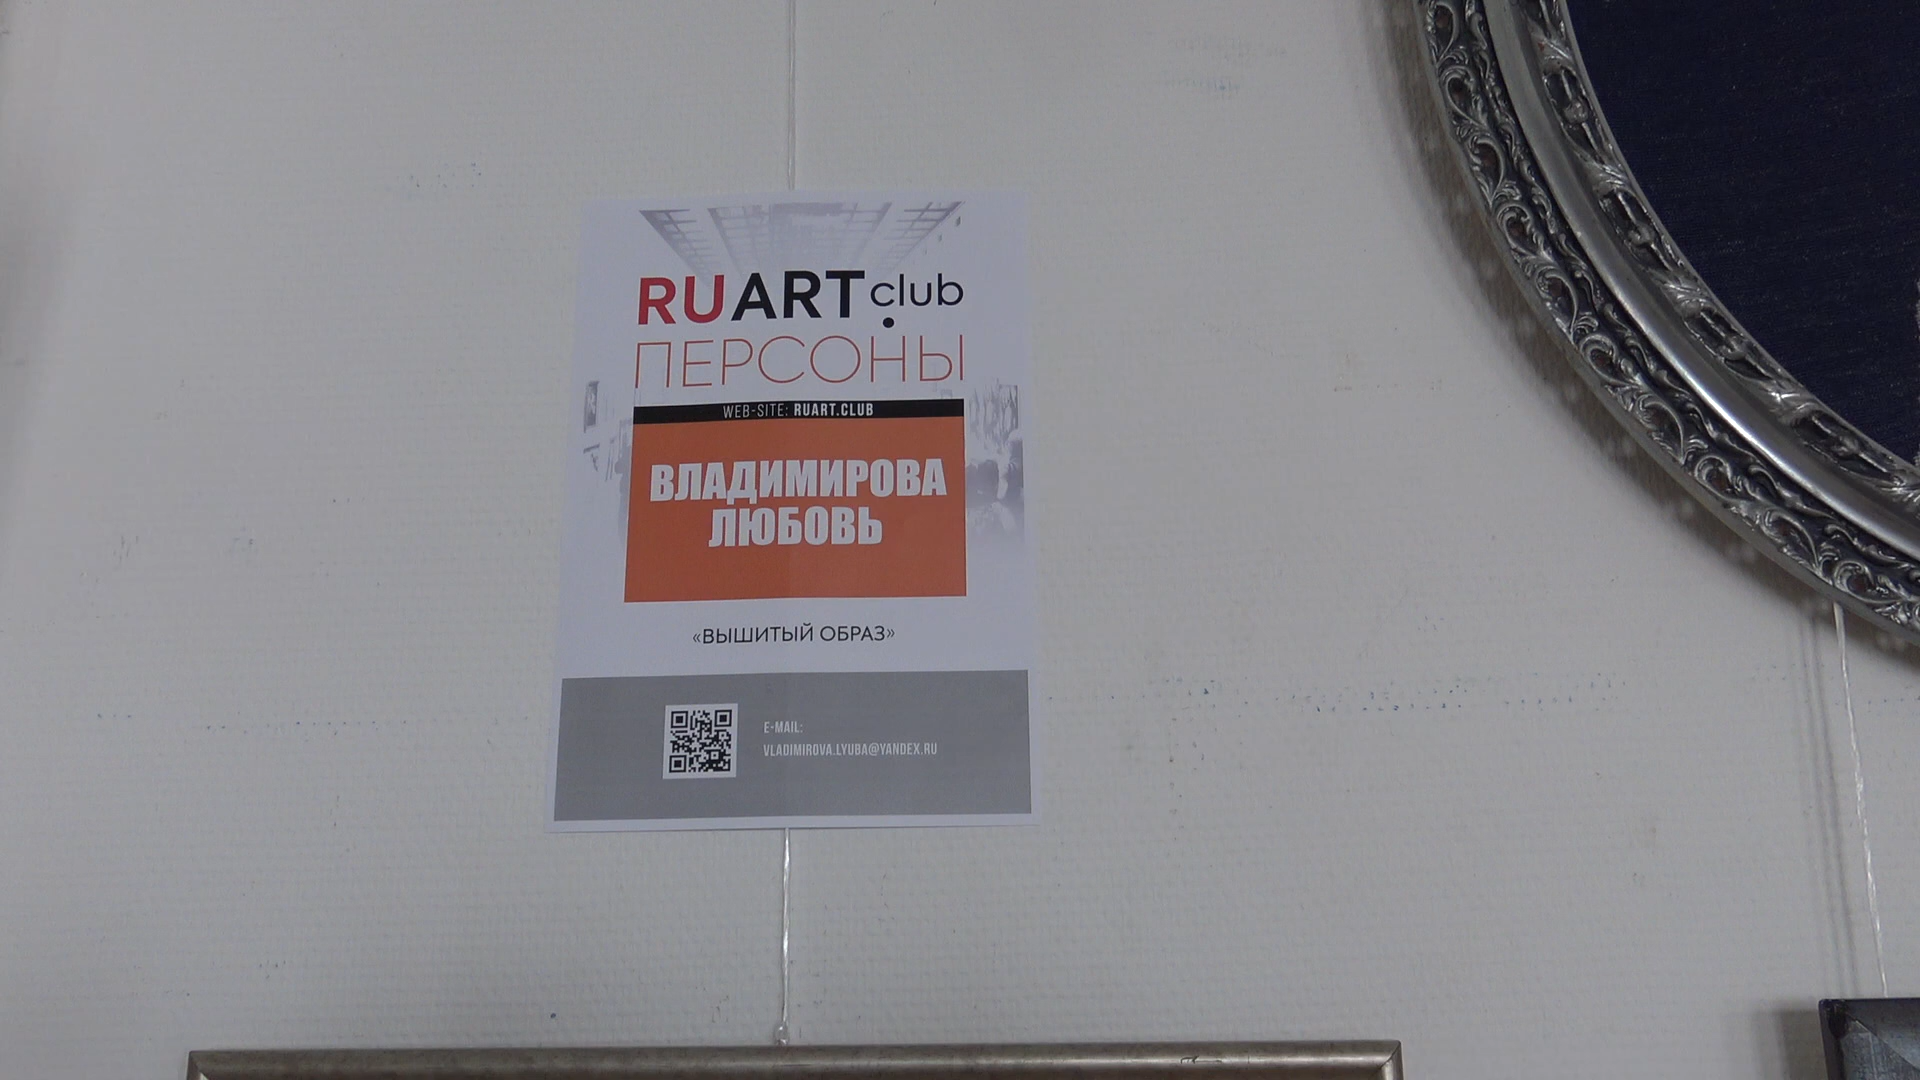 RUART.club
ПЕРСОНЫ
WEB-SITE: RUART.CLUB
ВЛАДИМИРОВА
ЛЮБОВЬ
«ВЫШИТЫЙ ОБРАЗ»
E-MAIL:
VLADIMIROVA.LYUBA@YANDEX.RU